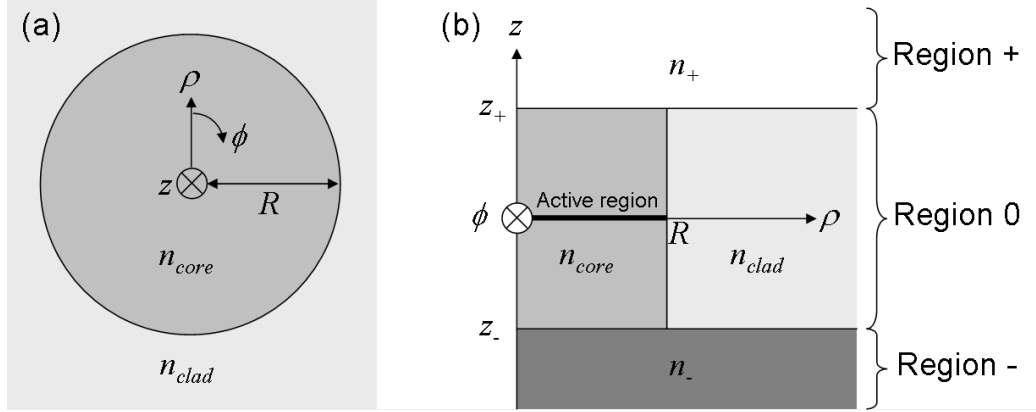 (a)
ρ
ϕ
z
R
n_core
n_clad
(b)
z
n_+
Region +
z_+
Active region
ϕ
ρ
R
Region 0
n_core
n_clad
z_-
n_-
Region -